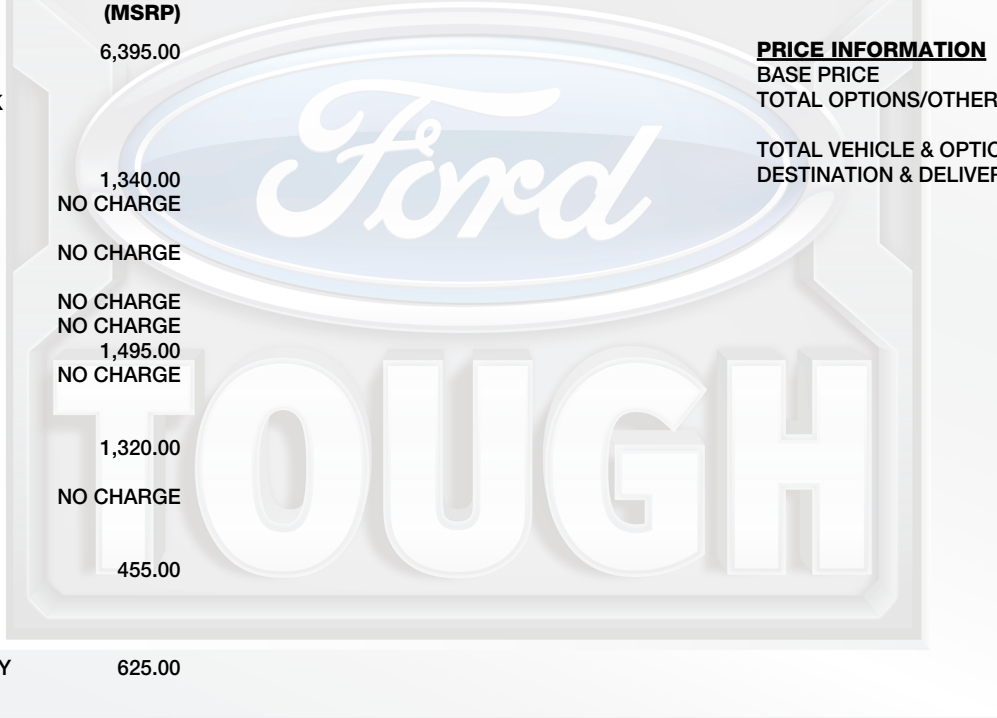 (MSRP)
6,395.00
K
1,340.00
NO CHARGE
NO CHARGE
NO CHARGE
NO CHARGE
1,495.00
NO CHARGE
1,320.00
NO CHARGE
455.00
Y 625.00
PRICE INFORMATION
BASE PRICE
TOTAL OPTIONS/OTHER
TOTAL VEHICLE & OPTIO
DESTINATION & DELIVER
Ford
TOUGH